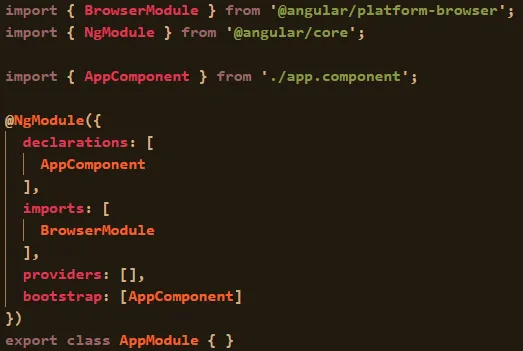 import { BrowserModule } from '@angular/platform-browser';
import { NgModule } from '@angular/core';
import { AppComponent } from './app.component';
@NgModule({
declarations: [
AppComponent
],
imports: [
BrowserModule
],
providers: [],
bootstrap: [AppComponent]
})
export class AppModule { }